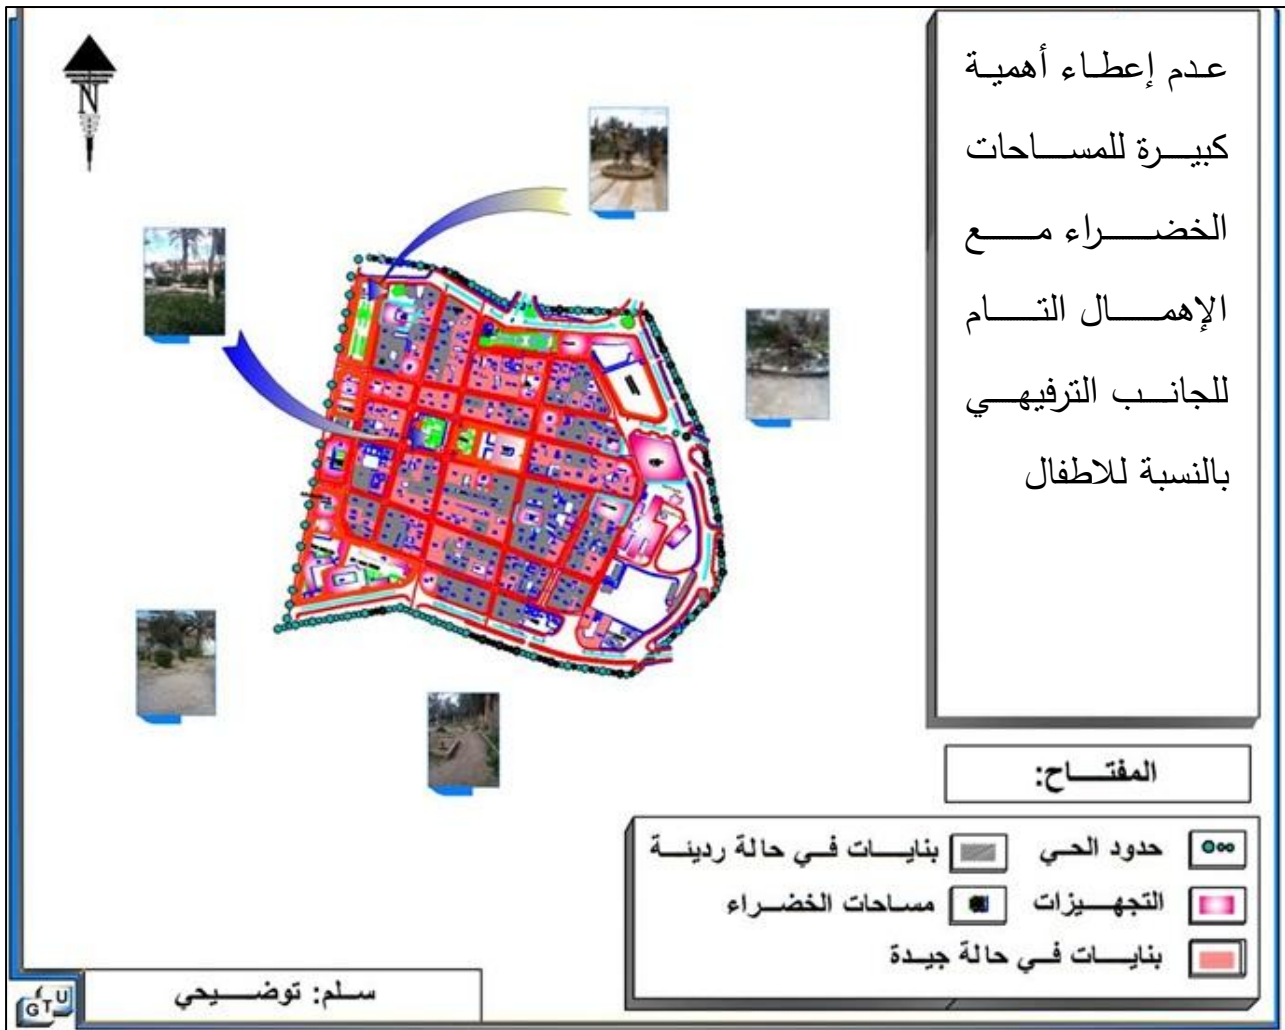 N
عدم إعطاء أهمية
كبيرة للمساحات
الخضراء مع
الإهمال التام
للجانب الترفيهي
بالنسبة للاطفال
المفتاح:
حدود الحي
بنايات في حالة رديئة
التجهيزات
مساحات الخضراء
بنايات في حالة جيدة
سلم: توضيحي
GTU